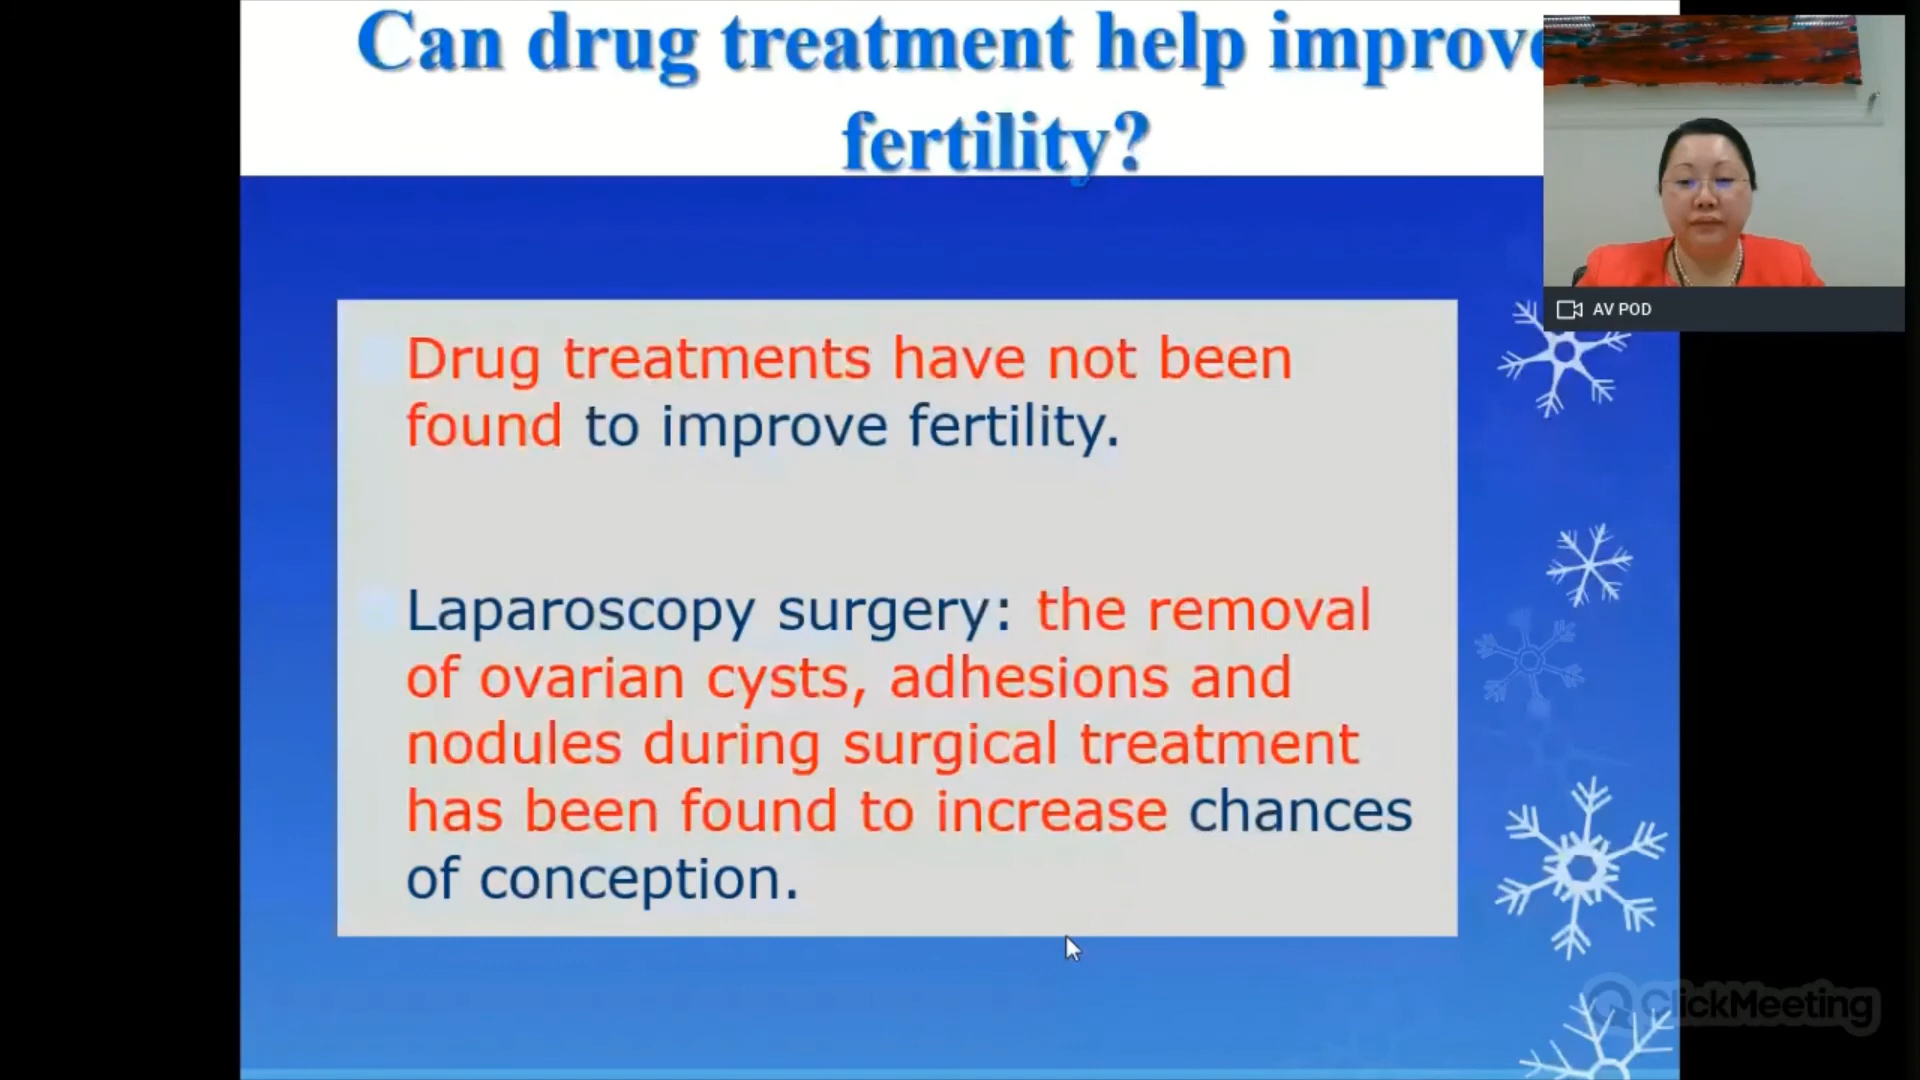 Can drug treatment help improve
fertility?
AV POD
Drug treatments have not been
found to improve fertility.
Laparoscopy surgery: the removal
of ovarian cysts, adhesions and
nodules during surgical treatment
has been found to increase chances
of conception.
ClickMeeting